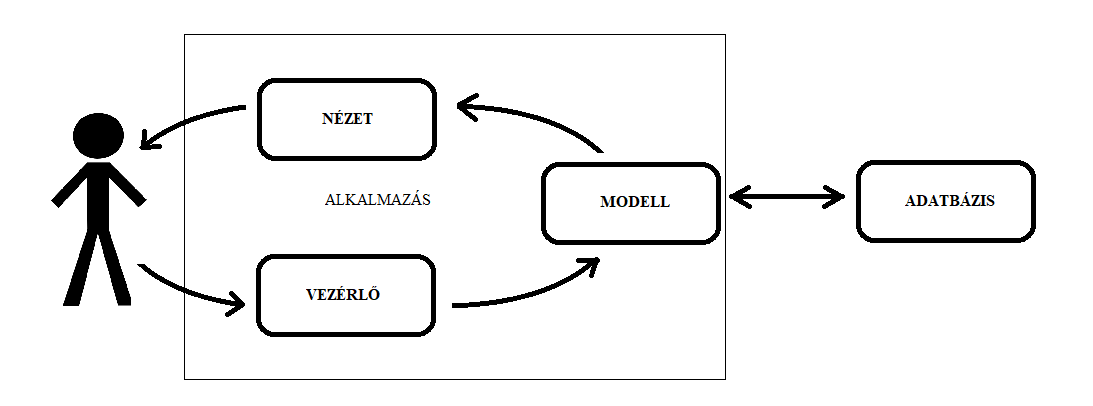 NÉZET
ALKALMAZÁS
MODELL
ADATBÁZIS
VEZÉRLŐ